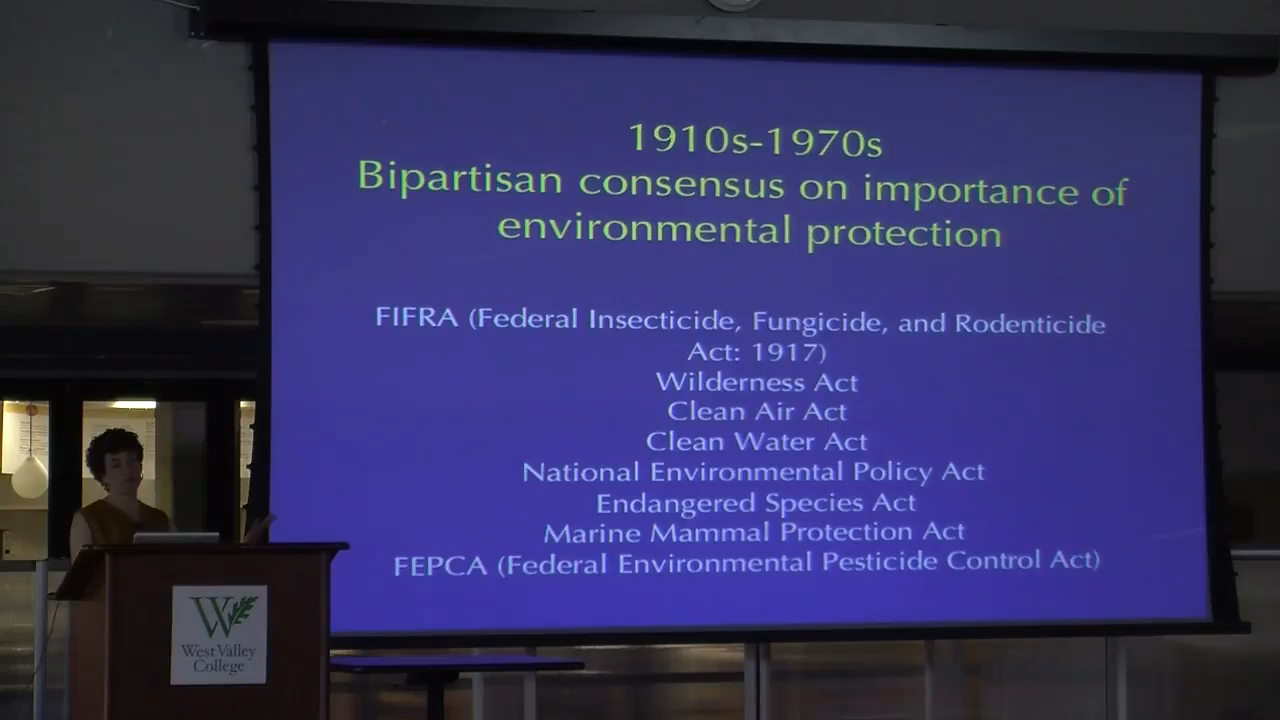 1910s-1970s
Bipartisan consensus on importance of
environmental protection
FIFRA (Federal Insecticide, Fungicide, and Rodenticide
Act: 1917)
Wilderness Act
Clean Air Act
Clean Water Act
National Environmental Policy Act
Endangered Species Act
Marine Mammal Protection Act
FEPCA (Federal Environmental Pesticide Control Act)
W
West Valley
College